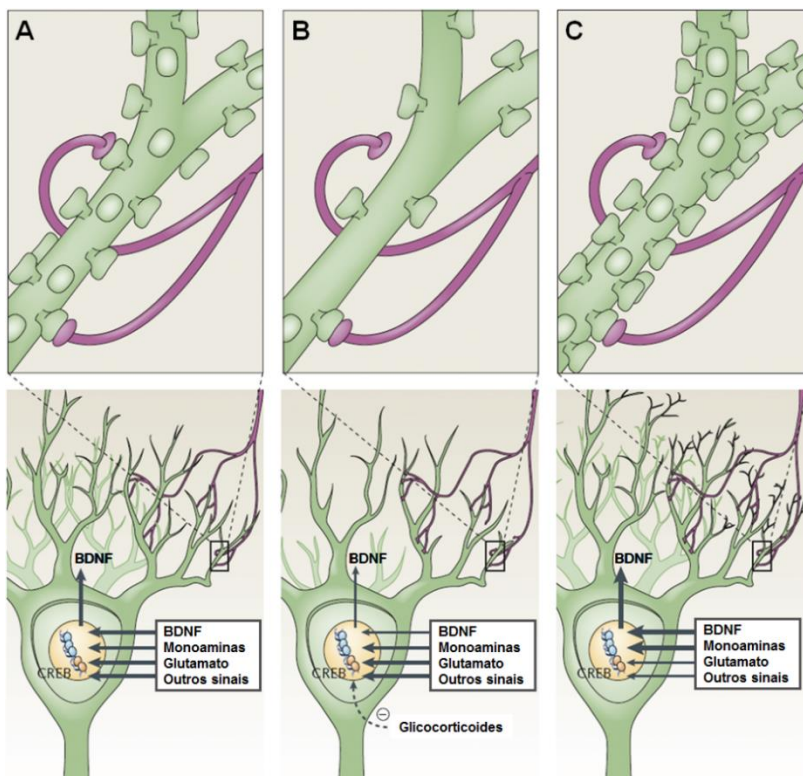 A
B
C
BDNF
BDNF
Monoaminas
Glutamato
Outros sinais
CREB
BDNF
BDNF
Monoaminas
Glutamato
Outros sinais
CREB
Glicocorticoides
BDNF
BDNF
Monoaminas
Glutamato
Outros sinais
CREB